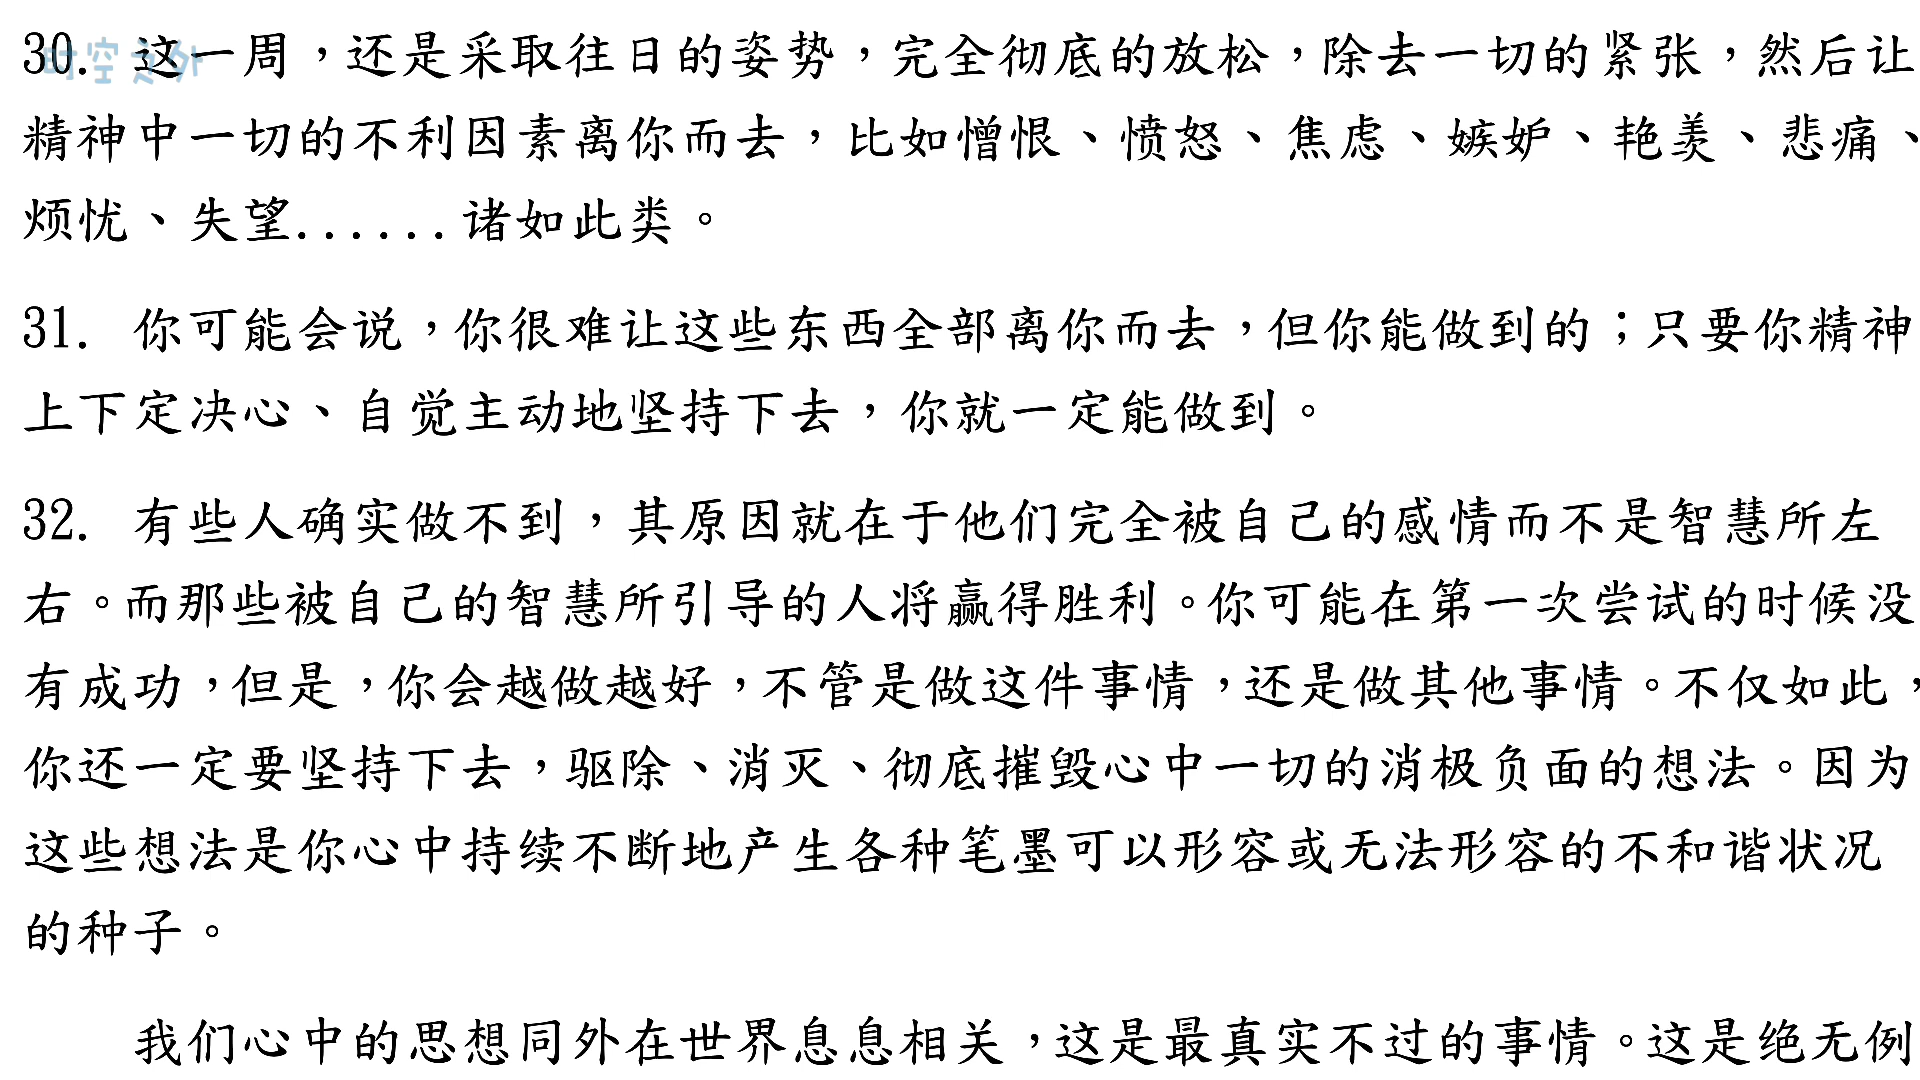 时空意外
30. 这一周，还是采取往日的姿势，完全彻底的放松，除去一切的紧张，然后让
精神中一切的不利因素离你而去，比如憎恨、愤怒、焦虑、嫉妒、艳羡、悲痛、
烦忧、失望......诸如此类。
31. 你可能会说，你很难让这些东西全部离你而去，但你能做到的；只要你精神
上下定决心、自觉主动地坚持下去，你就一定能做到。
32. 有些人确实做不到，其原因就在于他们完全被自己的感情而不是智慧所左
右。而那些被自己的智慧所引导的人将赢得胜利。你可能在第一次尝试的时候没
有成功，但是，你会越做越好，不管是做这件事情，还是做其他事情。不仅如此，
你还一定要坚持下去，驱除、消灭、彻底摧毁心中一切的消极负面的想法。因为
这些想法是你心中持续不断地产生各种笔墨可以形容或无法形容的不和谐状况
的种子。
我们心中的思想同外在世界息息相关，这是最真实不过的事情。这是绝无例